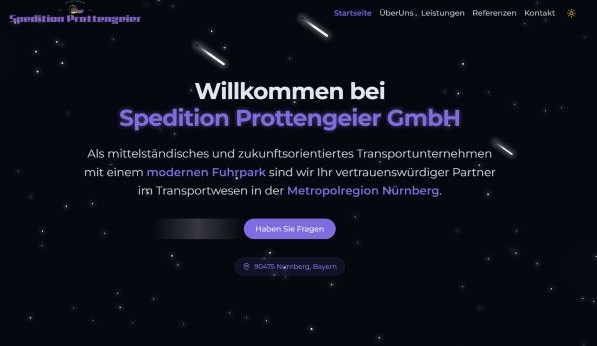 Spedition Prottengeier
Startseite ÜberUns Leistungen Referenzen Kontakt
Willkommen bei
Spedition Prottengeier GmbH
Als mittelständisches und zukunftsorientiertes Transportunternehmen
mit einem modernen Fuhrpark sind wir Ihr vertrauenswürdiger Partner
im Transportwesen in der Metropolregion Nürnberg.
Haben Sie Fragen
90475 Nürnberg, Bayern